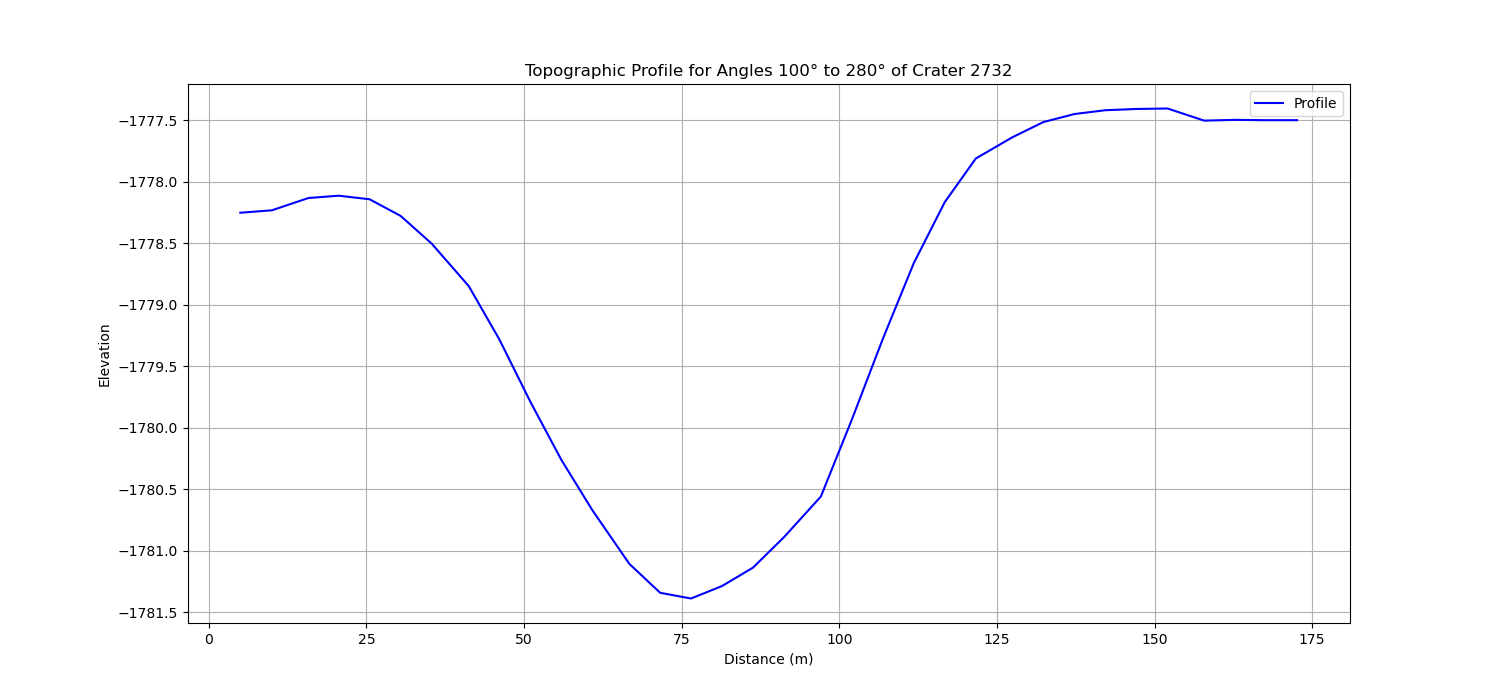 Topographic Profile for Angles 100° to 280° of Crater 2732
Profile
−1777.5
−1778.0
−1778.5
−1779.0
−1779.5
−1780.0
−1780.5
−1781.0
−1781.5
Elevation
0 25 50 75 100 125 150 175
Distance (m)